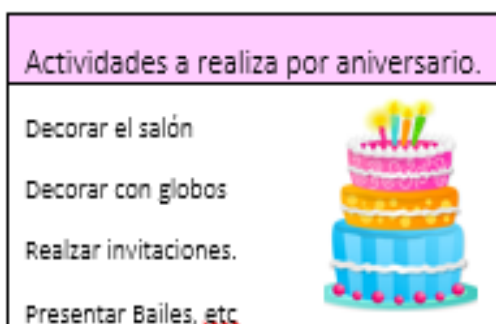 Actividades a realiza por aniversario.
Decorar el salón
Decorar con globos
Realzar invitaciones.
Presentar Bailes, etc